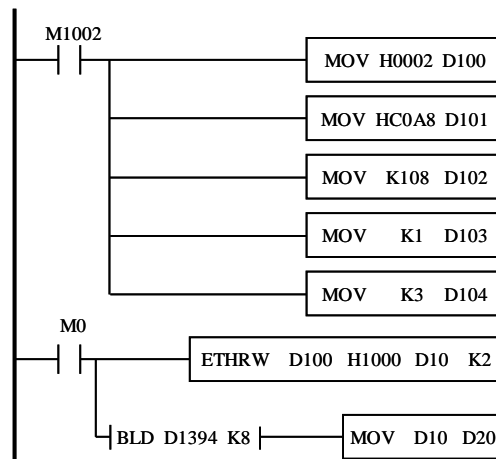 M1002
MOV H0002 D100
MOV HC0A8 D101
MOV K108 D102
MOV K1 D103
MOV K3 D104
M0
ETHRW D100 H1000 D10 K2
BLD D1394 K8 MOV D10 D20